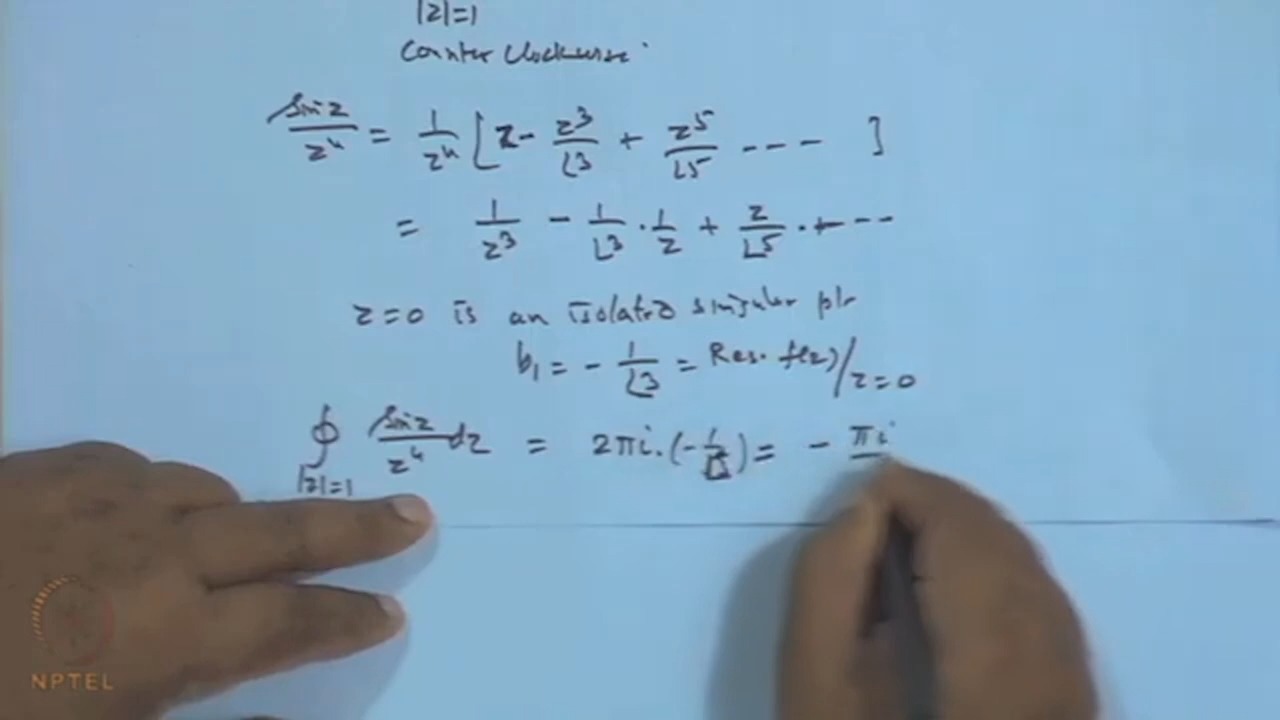 |z|=1
Counter Clockwise
sin z / z⁴ = 1/z⁴ [ z - z³/⌊3 + z⁵/⌊5 - - - ]
= 1/z³ - 1/⌊3 · 1/z + z/⌊5 · + - - -
z=0 is an isolated singular pt
b₁ = - 1/⌊3 = Res. f(z)/z=0
∮|z|=1 sin z / z⁴ dz = 2πi. (-1/⌊3) = - πi
NPTEL